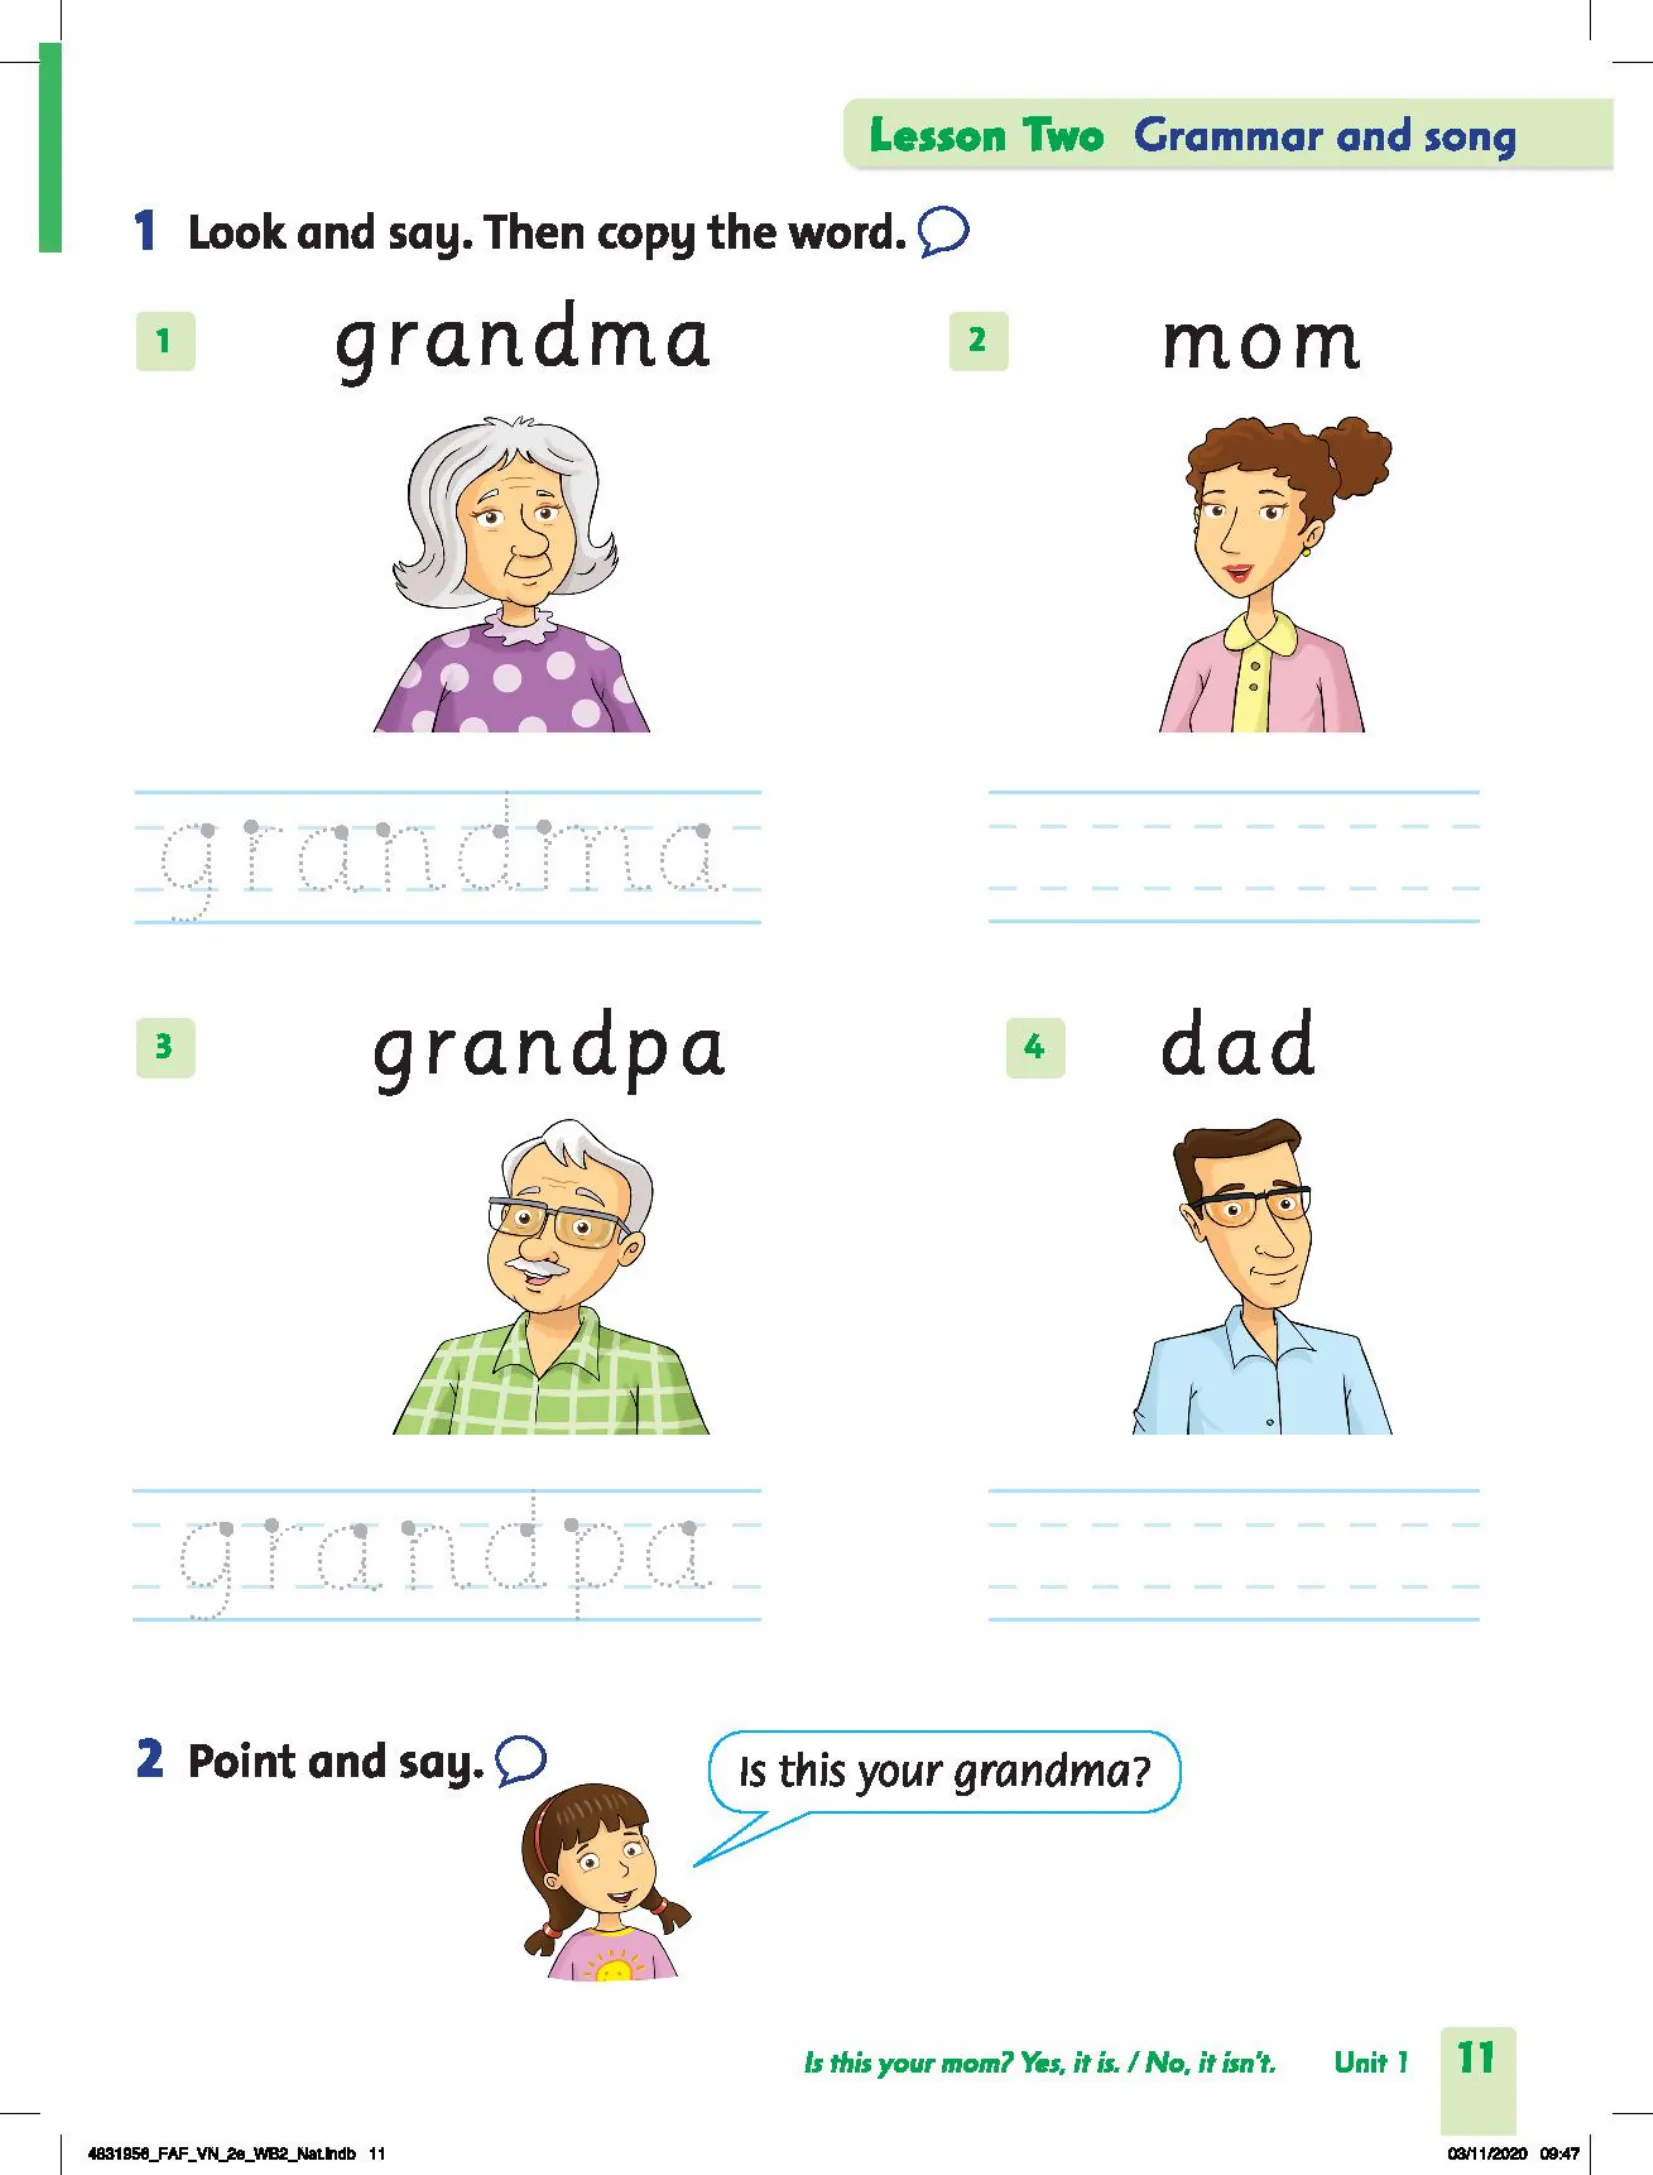 Lesson Two Grammar and song
1 Look and say. Then copy the word.
1 grandma
2 mom
grandma
3 grandpa
4 dad
grandpa
2 Point and say.
Is this your grandma?
Is this your mom? Yes, it is. / No, it isn't. Unit 1 11
4831956_FAF_VN_2e_WB2_Nat.indb 11 03/11/2020 09:47